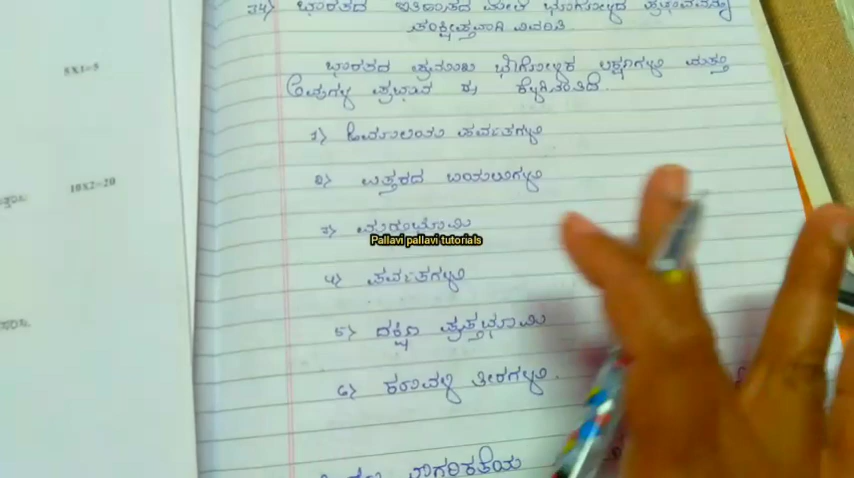 34) ಭಾರತದ ಇತಿಹಾಸದ ಮೇಲೆ ಭೂಗೋಳದ ಪ್ರಭಾವವನ್ನು
ಸಂಕ್ಷಿಪ್ತವಾಗಿ ವಿವರಿಸಿ
ಭಾರತದ ಪ್ರಮುಖ ಭೌಗೋಳಿಕ ಲಕ್ಷಣಗಳು ಮತ್ತು
ಅವುಗಳ ಪ್ರಭಾವ ಈ ಕೆಳಗಿನಂತಿದೆ.
1) ಹಿಮಾಲಯ ಪರ್ವತಗಳು
2) ಉತ್ತರದ ಬಯಲುಗಳು
3) ಮರುಭೂಮಿ
4) ಪರ್ವತಗಳು
5) ದಕ್ಷಿಣ ಪ್ರಸ್ಥಭೂಮಿ
6) ಕರಾವಳಿ ತೀರಗಳು.
ನಾಗರಿಕತೆಯ
5X1=5
10X2=20
Pallavi pallavi tutorials